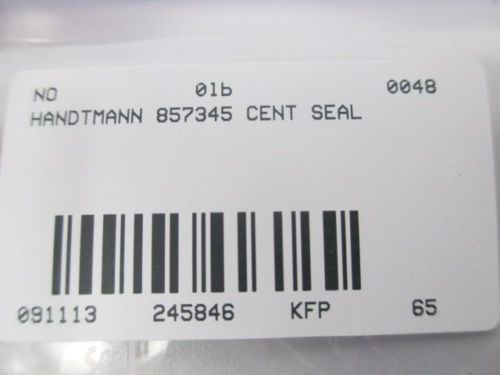 NO 01b 0048
HANDTMANN 857345 CENT SEAL
091113 245846 KFP 65